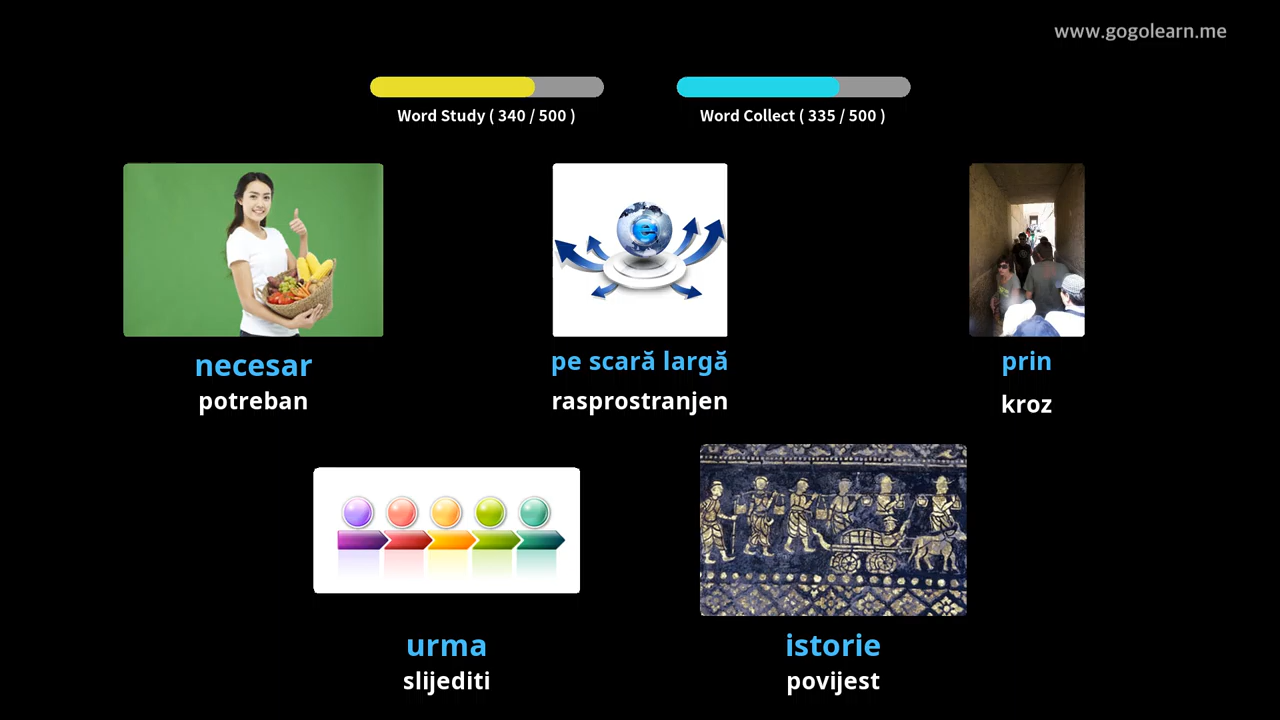 www.gogolearn.me
Word Study ( 340 / 500 )
Word Collect ( 335 / 500 )
necesar
potreban
pe scară largă
rasprostranjen
prin
kroz
urma
slijediti
istorie
povijest